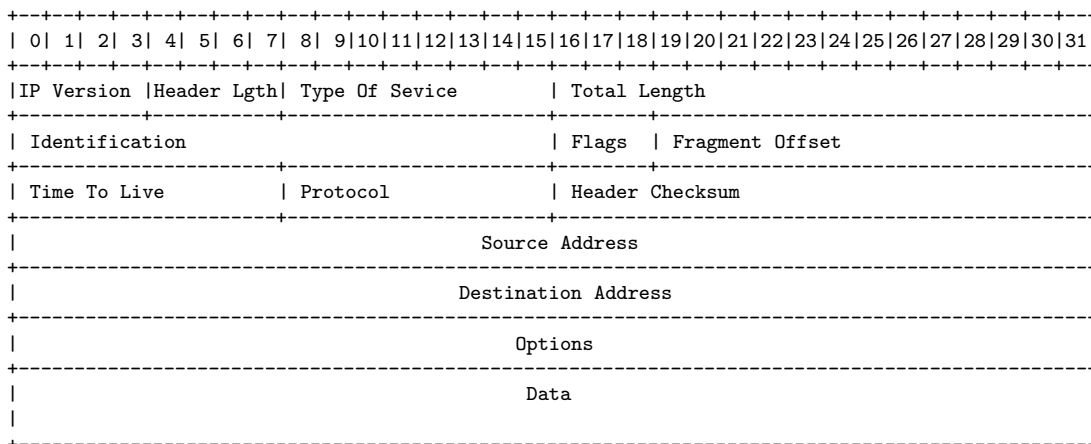 +--+--+--+--+--+--+--+--+--+--+--+--+--+--+--+--+--+--+--+--+--+--+--+--+--+--+--+--+--+--+--+---
| 0| 1| 2| 3| 4| 5| 6| 7| 8| 9|10|11|12|13|14|15|16|17|18|19|20|21|22|23|24|25|26|27|28|29|30|31
+--+--+--+--+--+--+--+--+--+--+--+--+--+--+--+--+--+--+--+--+--+--+--+--+--+--+--+--+--+--+--+---
|IP Version |Header Lgth| Type Of Sevice        | Total Length
+-----------+-----------+-----------------------+--------+---------------------------------------
| Identification                                | Flags  | Fragment Offset
+-----------------------+-----------------------+--------+---------------------------------------
| Time To Live          | Protocol              | Header Checksum
+-----------------------+-----------------------+------------------------------------------------
|                                         Source Address
+------------------------------------------------------------------------------------------------
|                                       Destination Address
+------------------------------------------------------------------------------------------------
|                                            Options
+------------------------------------------------------------------------------------------------
|                                             Data
|
+------------------------------------------------------------------------------------------------